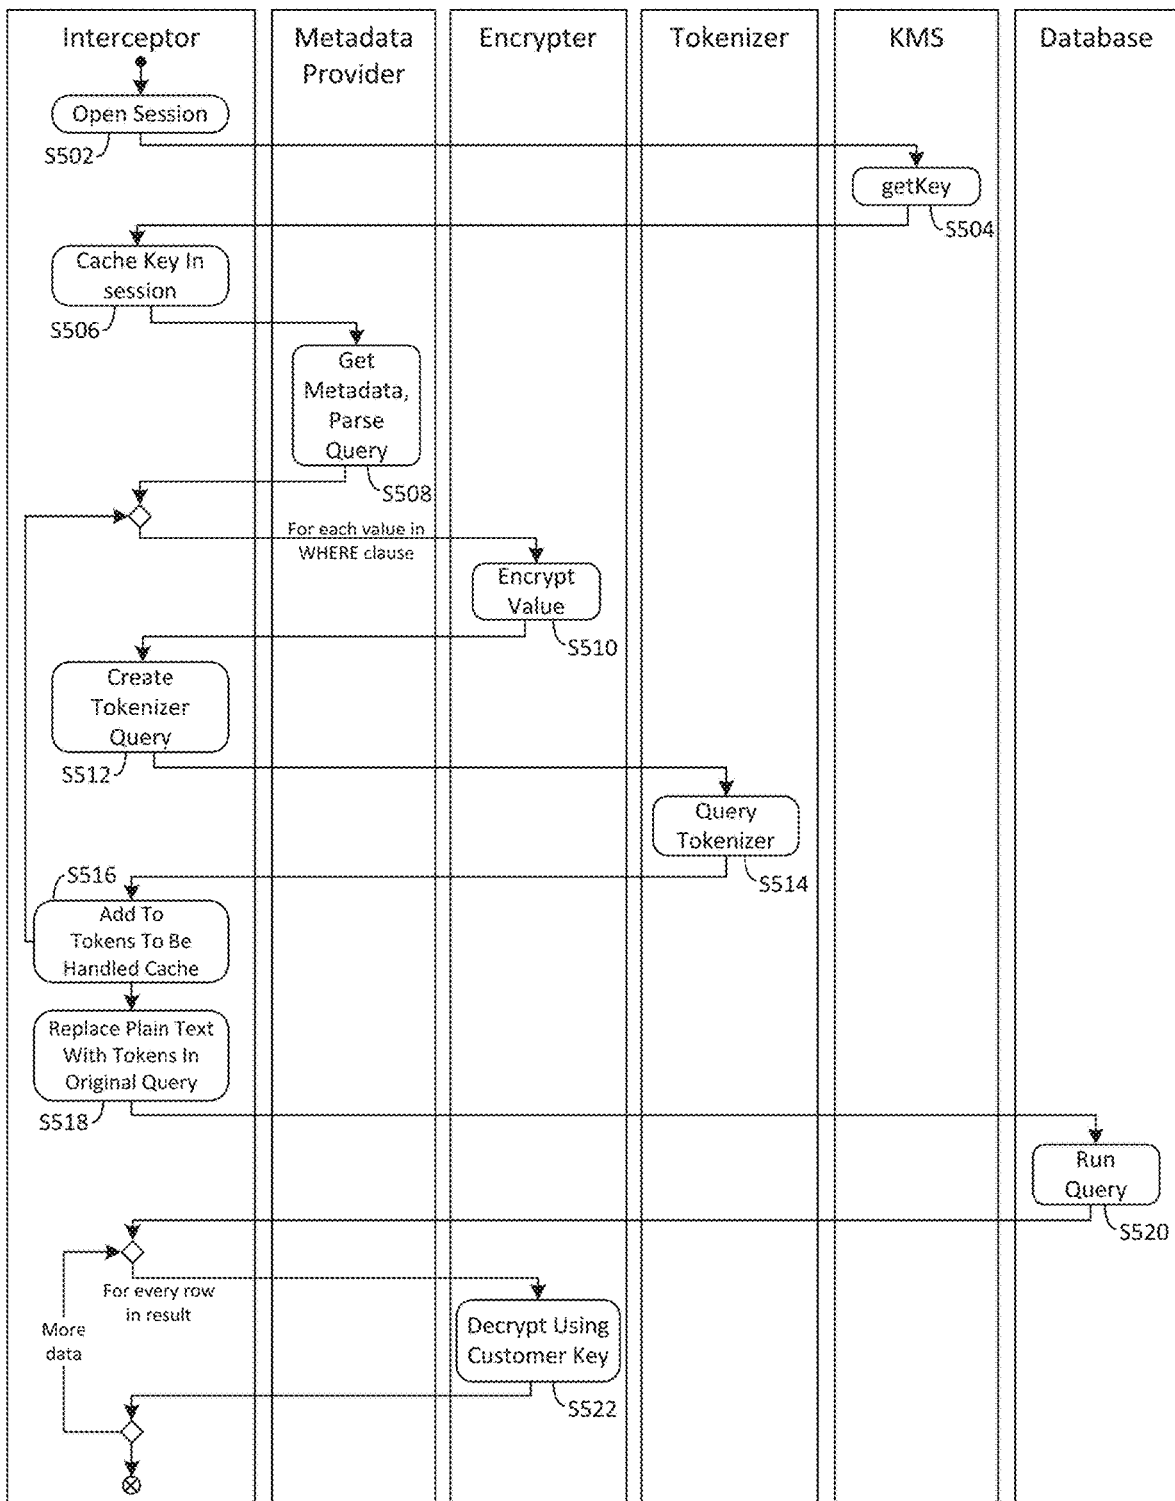 Interceptor
Metadata
Provider
Encrypter
Tokenizer
KMS
Database
Open Session
S502
getKey
S504
Cache Key In
session
S506
Get
Metadata,
Parse
Query
S508
For each value in
WHERE clause
Encrypt
Value
S510
Create
Tokenizer
Query
S512
Query
Tokenizer
S514
S516
Add To
Tokens To Be
Handled Cache
Replace Plain Text
With Tokens In
Original Query
S518
Run
Query
S520
For every row
in result
More
data
Decrypt Using
Customer Key
S522